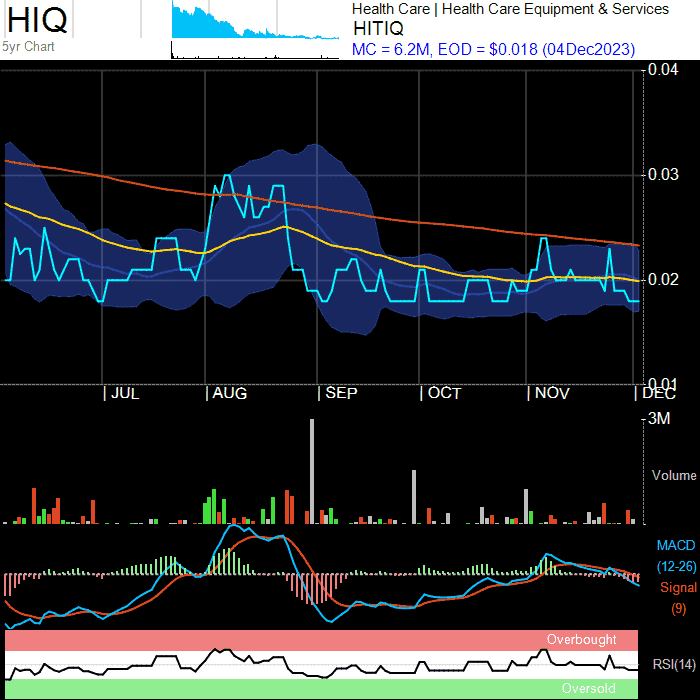 HIQ
5yr Chart
Health Care | Health Care Equipment & Services
HITIQ
MC = 6.2M, EOD = $0.018 (04Dec2023)
0.04
0.03
0.02
0.01
| JUL | AUG | SEP | OCT | NOV | DEC
3M
Volume
MACD
(12-26)
Signal
(9)
Overbought
RSI(14)
Oversold